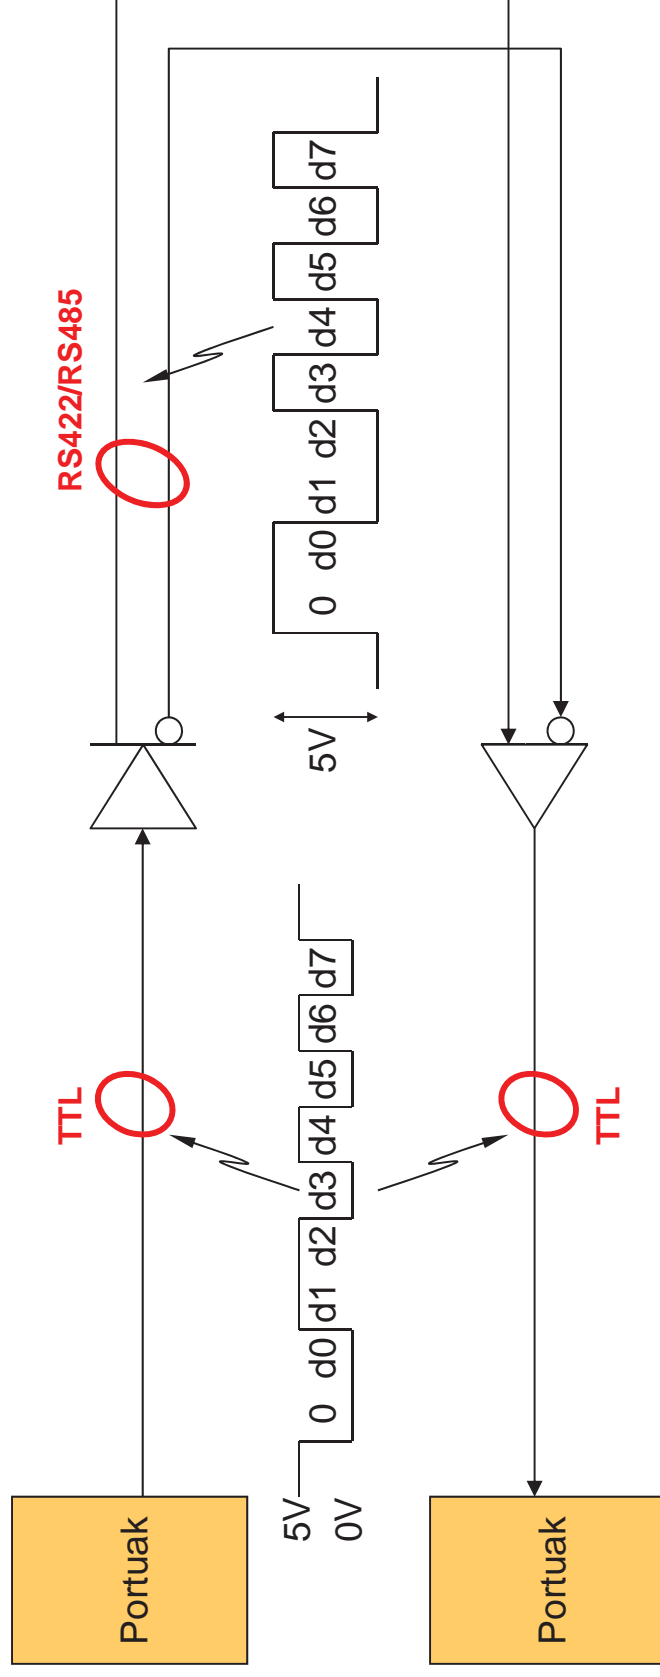 Portuak
TTL
RS422/RS485
5V
0V
0 d0 d1 d2 d3 d4 d5 d6 d7
5V
0 d0 d1 d2 d3 d4 d5 d6 d7
Portuak
TTL